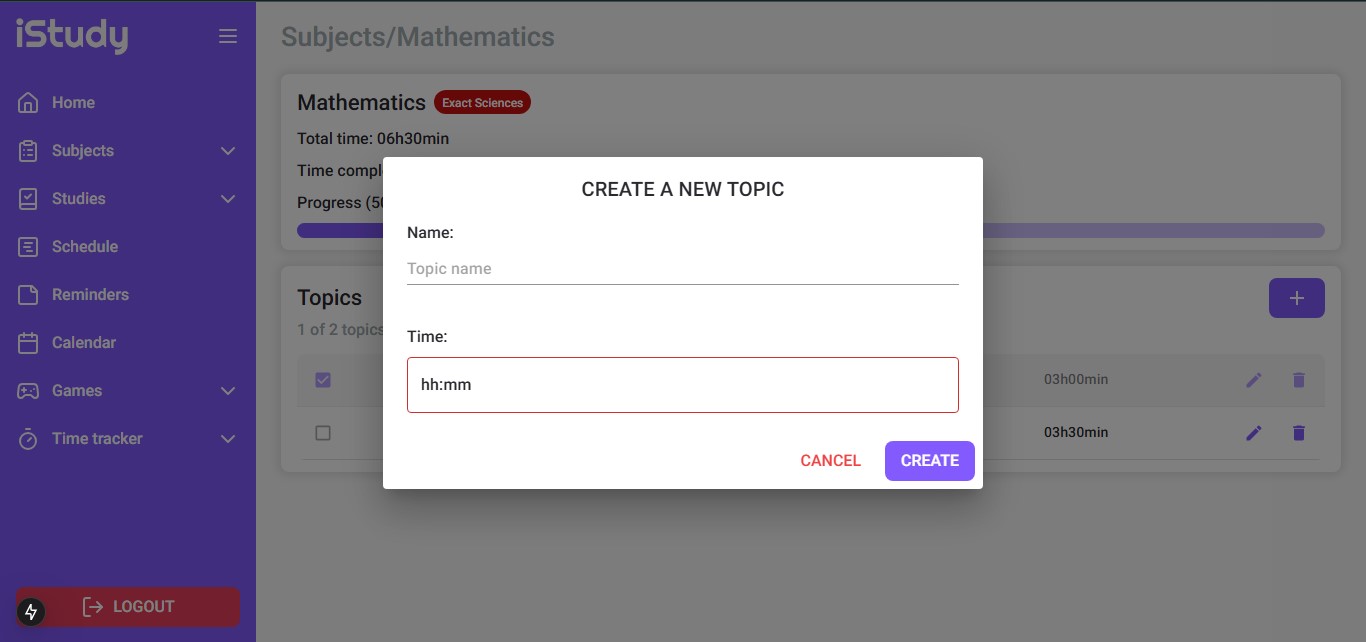 iStudy
Home
Subjects
Studies
Schedule
Reminders
Calendar
Games
Time tracker
LOGOUT
Subjects/Mathematics
Mathematics Exact Sciences
Total time: 06h30min
Time compl
Progress (50
Topics
1 of 2 topics
03h00min
03h30min
CREATE A NEW TOPIC
Name:
Topic name
Time:
hh:mm
CANCEL CREATE